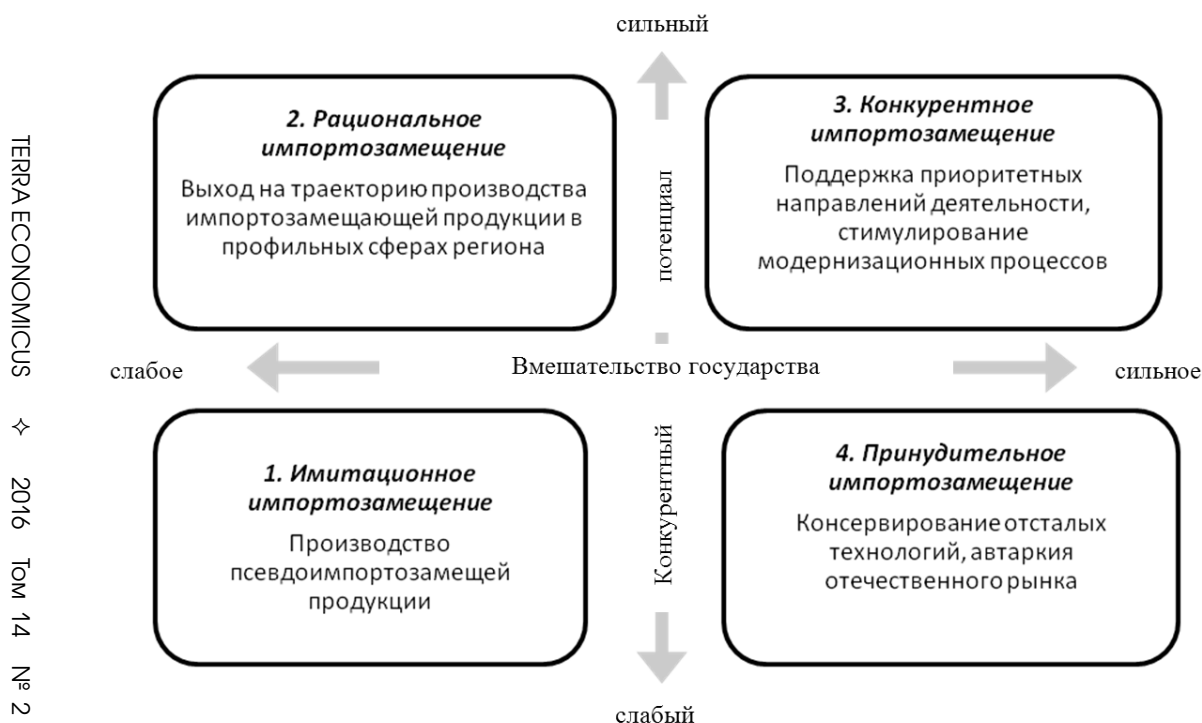 сильный
2. Рациональное
импортозамещение
Выход на траекторию производства
импортозамещающей продукции в
профильных сферах региона
3. Конкурентное
импортозамещение
Поддержка приоритетных
направлений деятельности,
стимулирование
модернизационных процессов
потенциал
слабое
Вмешательство государства
сильное
1. Имитационное
импортозамещение
Производство
псевдоимпортозамещей
продукции
Конкурентный
4. Принудительное
импортозамещение
Консервирование отсталых
технологий, автаркия
отечественного рынка
слабый
TERRA ECONOMICUS ✧ 2016 Том 14 № 2